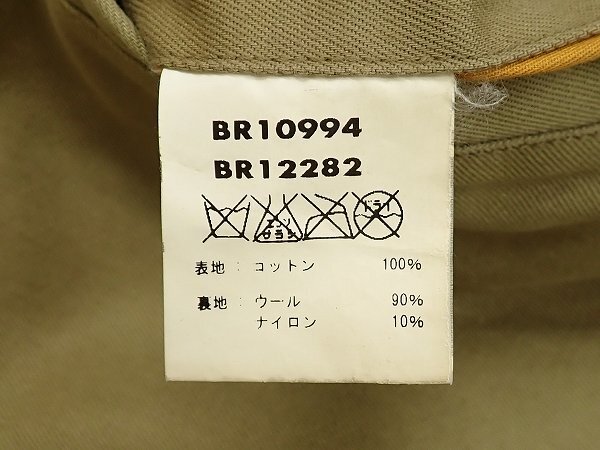 BR10994
BR12282
エンソ
サラシ
ドライ
表地：コットン 100%
裏地：ウール 90%
ナイロン 10%